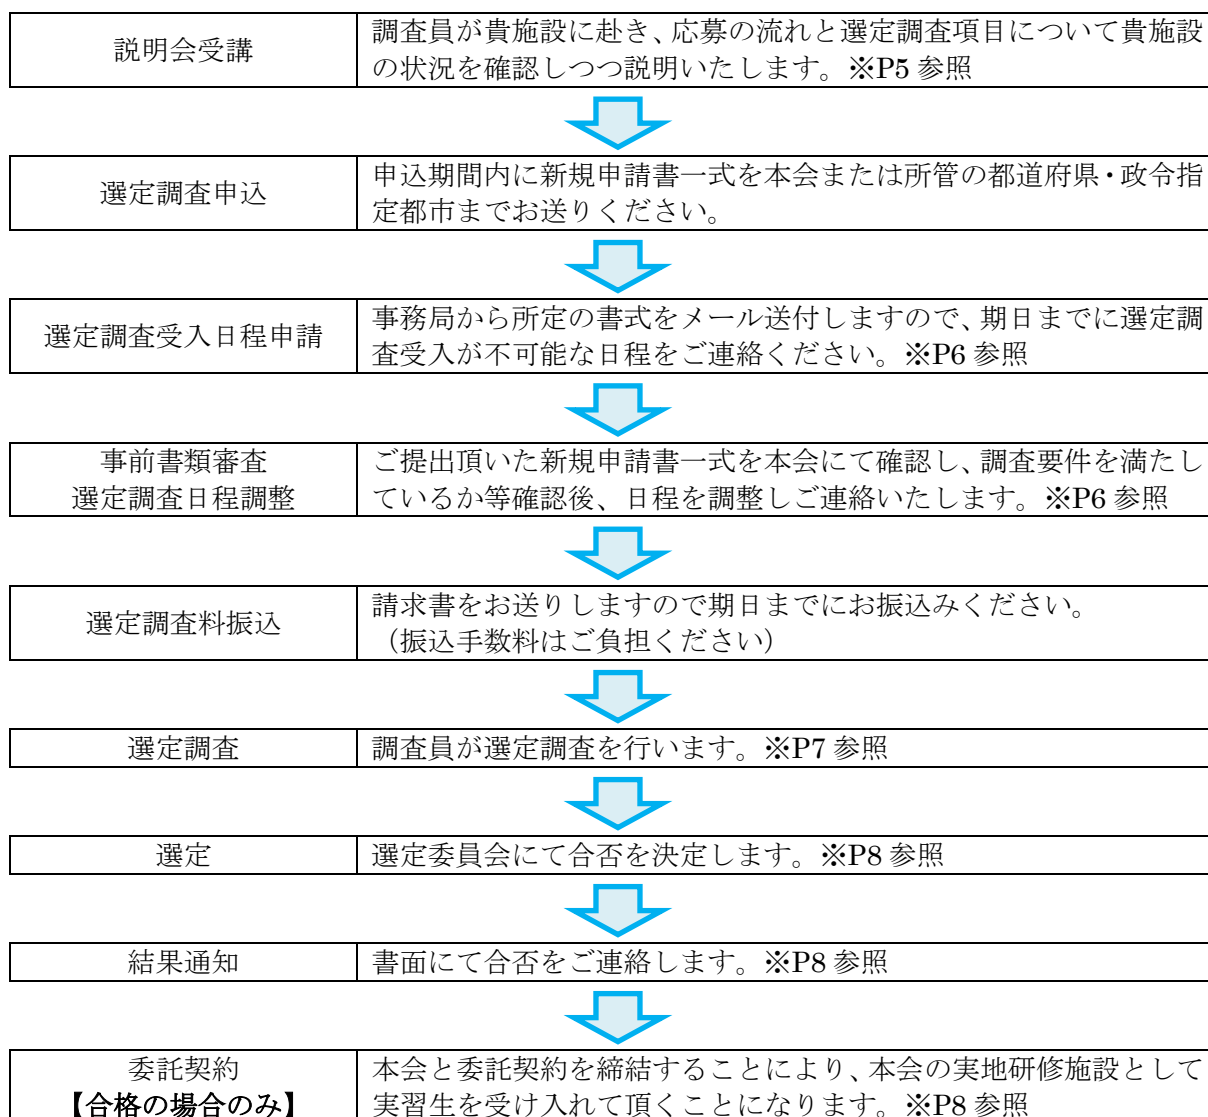 説明会受講
調査員が貴施設に赴き、応募の流れと選定調査項目について貴施設
の状況を確認しつつ説明いたします。※P5 参照
選定調査申込
申込期間内に新規申請書一式を本会または所管の都道府県・政令指
定都市までお送りください。
選定調査受入日程申請
事務局から所定の書式をメール送付しますので、期日までに選定調
査受入が不可能な日程をご連絡ください。※P6 参照
事前書類審査
選定調査日程調整
ご提出頂いた新規申請書一式を本会にて確認し、調査要件を満たし
ているか等確認後、日程を調整しご連絡いたします。※P6 参照
選定調査料振込
請求書をお送りしますので期日までにお振込みください。
（振込手数料はご負担ください）
選定調査
調査員が選定調査を行います。※P7 参照
選定
選定委員会にて合否を決定します。※P8 参照
結果通知
書面にて合否をご連絡します。※P8 参照
委託契約
【合格の場合のみ】
本会と委託契約を締結することにより、本会の実地研修施設として
実習生を受け入れて頂くことになります。※P8 参照